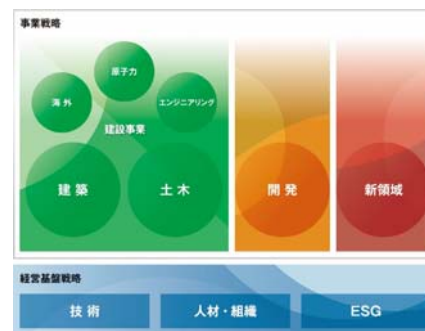 事業戦略
原子力
海外
エンジニアリング
建設事業
建築
土木
開発
新領域
経営基盤戦略
技術
人材・組織
ESG